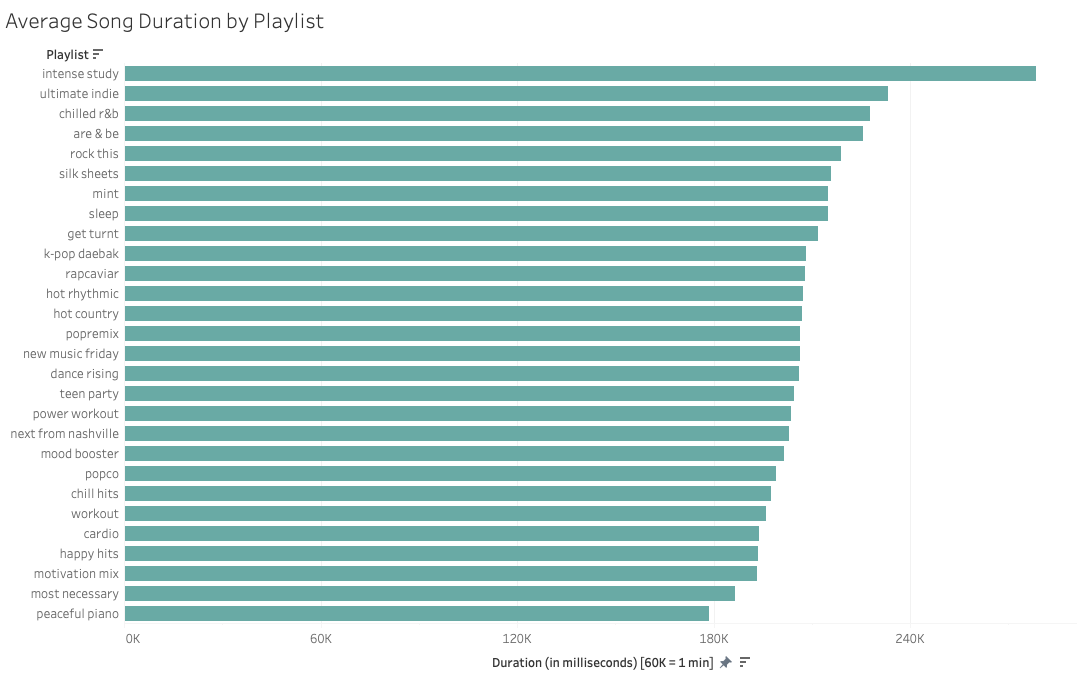 Average Song Duration by Playlist
Playlist
intense study
ultimate indie
chilled r&b
are & be
rock this
silk sheets
mint
sleep
get turnt
k-pop daebak
rapcaviar
hot rhythmic
hot country
popremix
new music friday
dance rising
teen party
power workout
next from nashville
mood booster
popco
chill hits
workout
cardio
happy hits
motivation mix
most necessary
peaceful piano
0K 60K 120K 180K 240K
Duration (in milliseconds) [60K = 1 min]